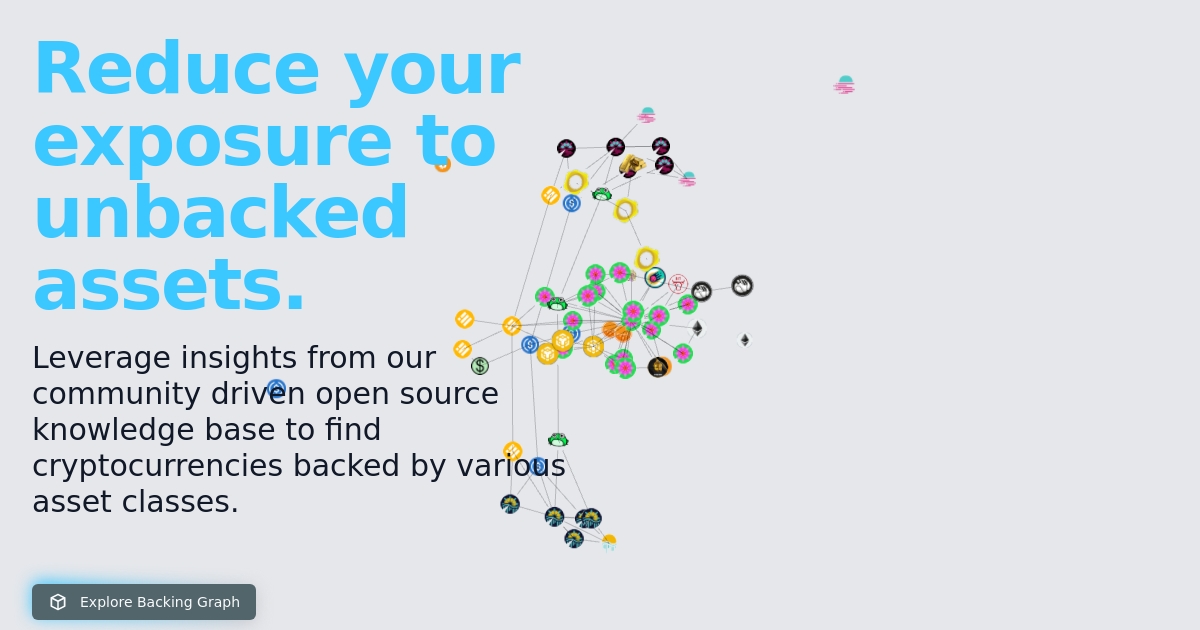 Reduce your
exposure to
unbacked
assets.
Leverage insights from our
community driven open source
knowledge base to find
cryptocurrencies backed by various
asset classes.
Explore Backing Graph